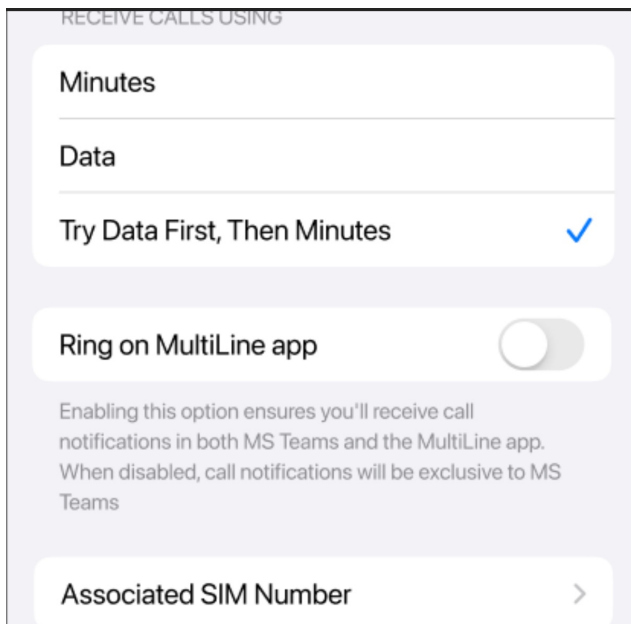 RECEIVE CALLS USING
Minutes
Data
Try Data First, Then Minutes
Ring on MultiLine app
Enabling this option ensures you'll receive call
notifications in both MS Teams and the MultiLine app.
When disabled, call notifications will be exclusive to MS
Teams
Associated SIM Number